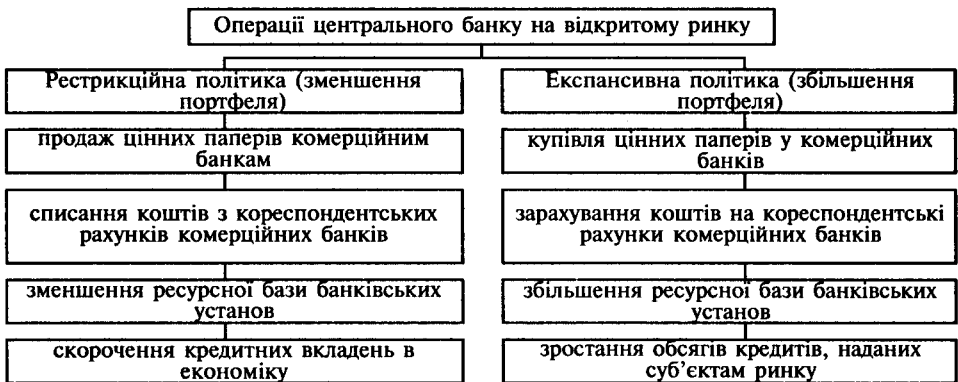 Операції центрального банку на відкритому ринку
Рестрикційна політика (зменшення
портфеля)
продаж цінних паперів комерційним
банкам
списання коштів з кореспондентських
рахунків комерційних банків
зменшення ресурсної бази банківських
установ
скорочення кредитних вкладень в
економіку
Експансивна політика (збільшення
портфеля)
купівля цінних паперів у комерційних
банків
зарахування коштів на кореспондентські
рахунки комерційних банків
збільшення ресурсної бази банківських
установ
зростання обсягів кредитів, наданих
суб’єктам ринку